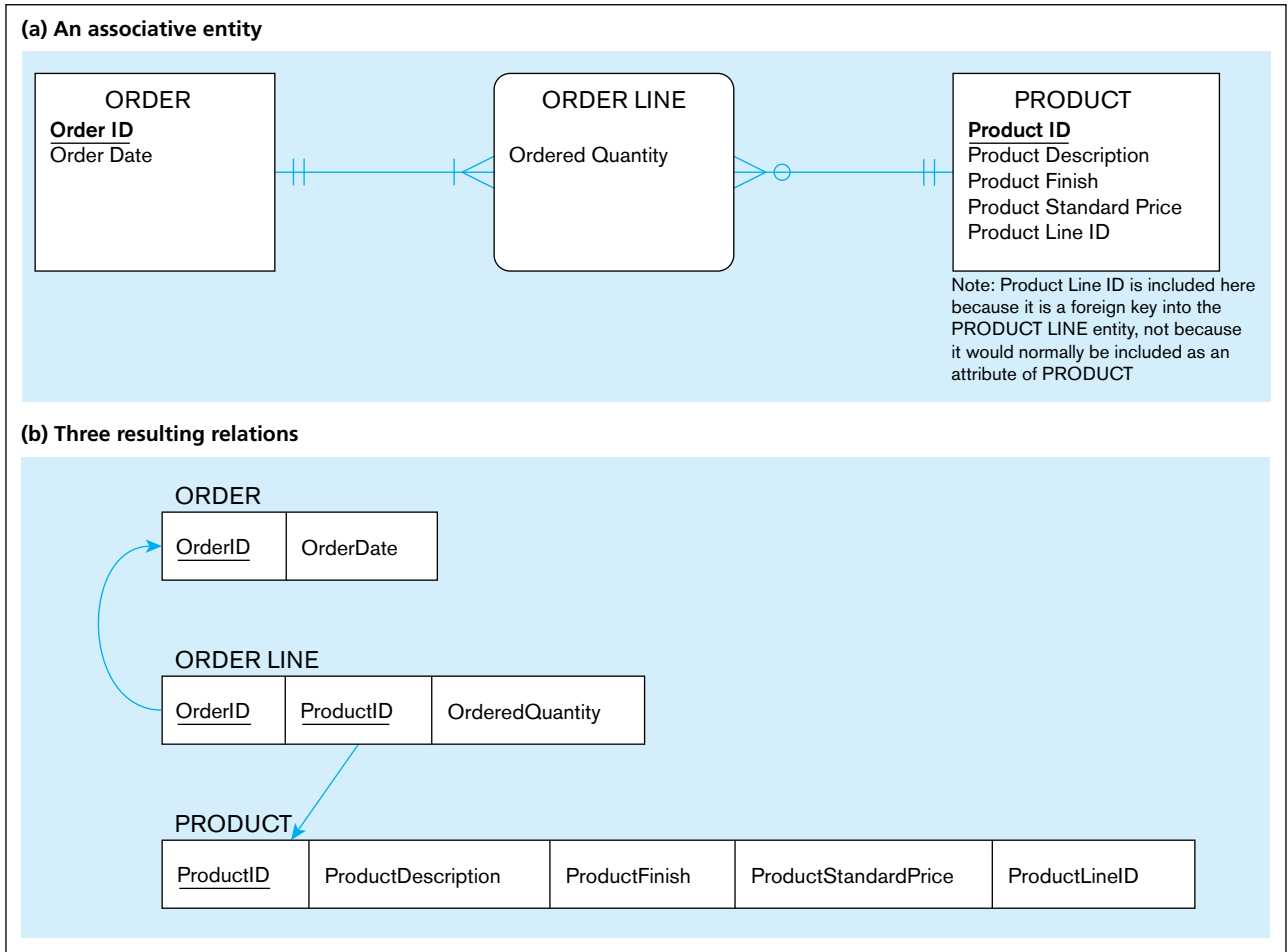 (a) An associative entity
ORDER
Order ID
Order Date
ORDER LINE
Ordered Quantity
PRODUCT
Product ID
Product Description
Product Finish
Product Standard Price
Product Line ID
Note: Product Line ID is included here
because it is a foreign key into the
PRODUCT LINE entity, not because
it would normally be included as an
attribute of PRODUCT
(b) Three resulting relations
ORDER
OrderID
OrderDate
ORDER LINE
OrderID
ProductID
OrderedQuantity
PRODUCT
ProductID
ProductDescription
ProductFinish
ProductStandardPrice
ProductLineID